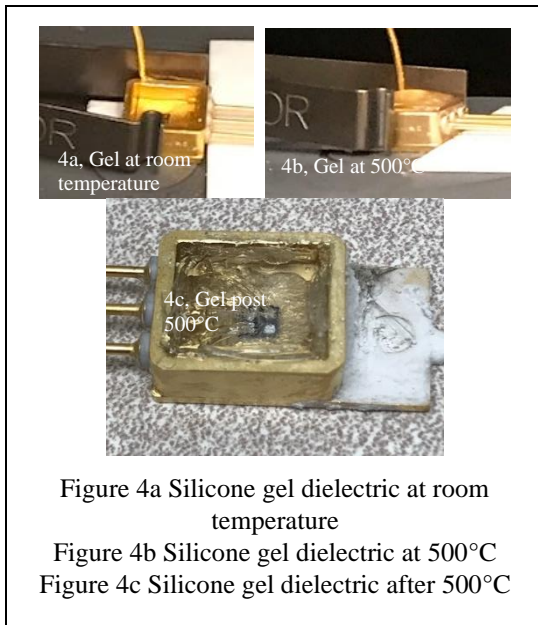 OR
4a, Gel at room
temperature
OR
4b, Gel at 500°C
4c, Gel post
500°C
Figure 4a Silicone gel dielectric at room
temperature
Figure 4b Silicone gel dielectric at 500°C
Figure 4c Silicone gel dielectric after 500°C